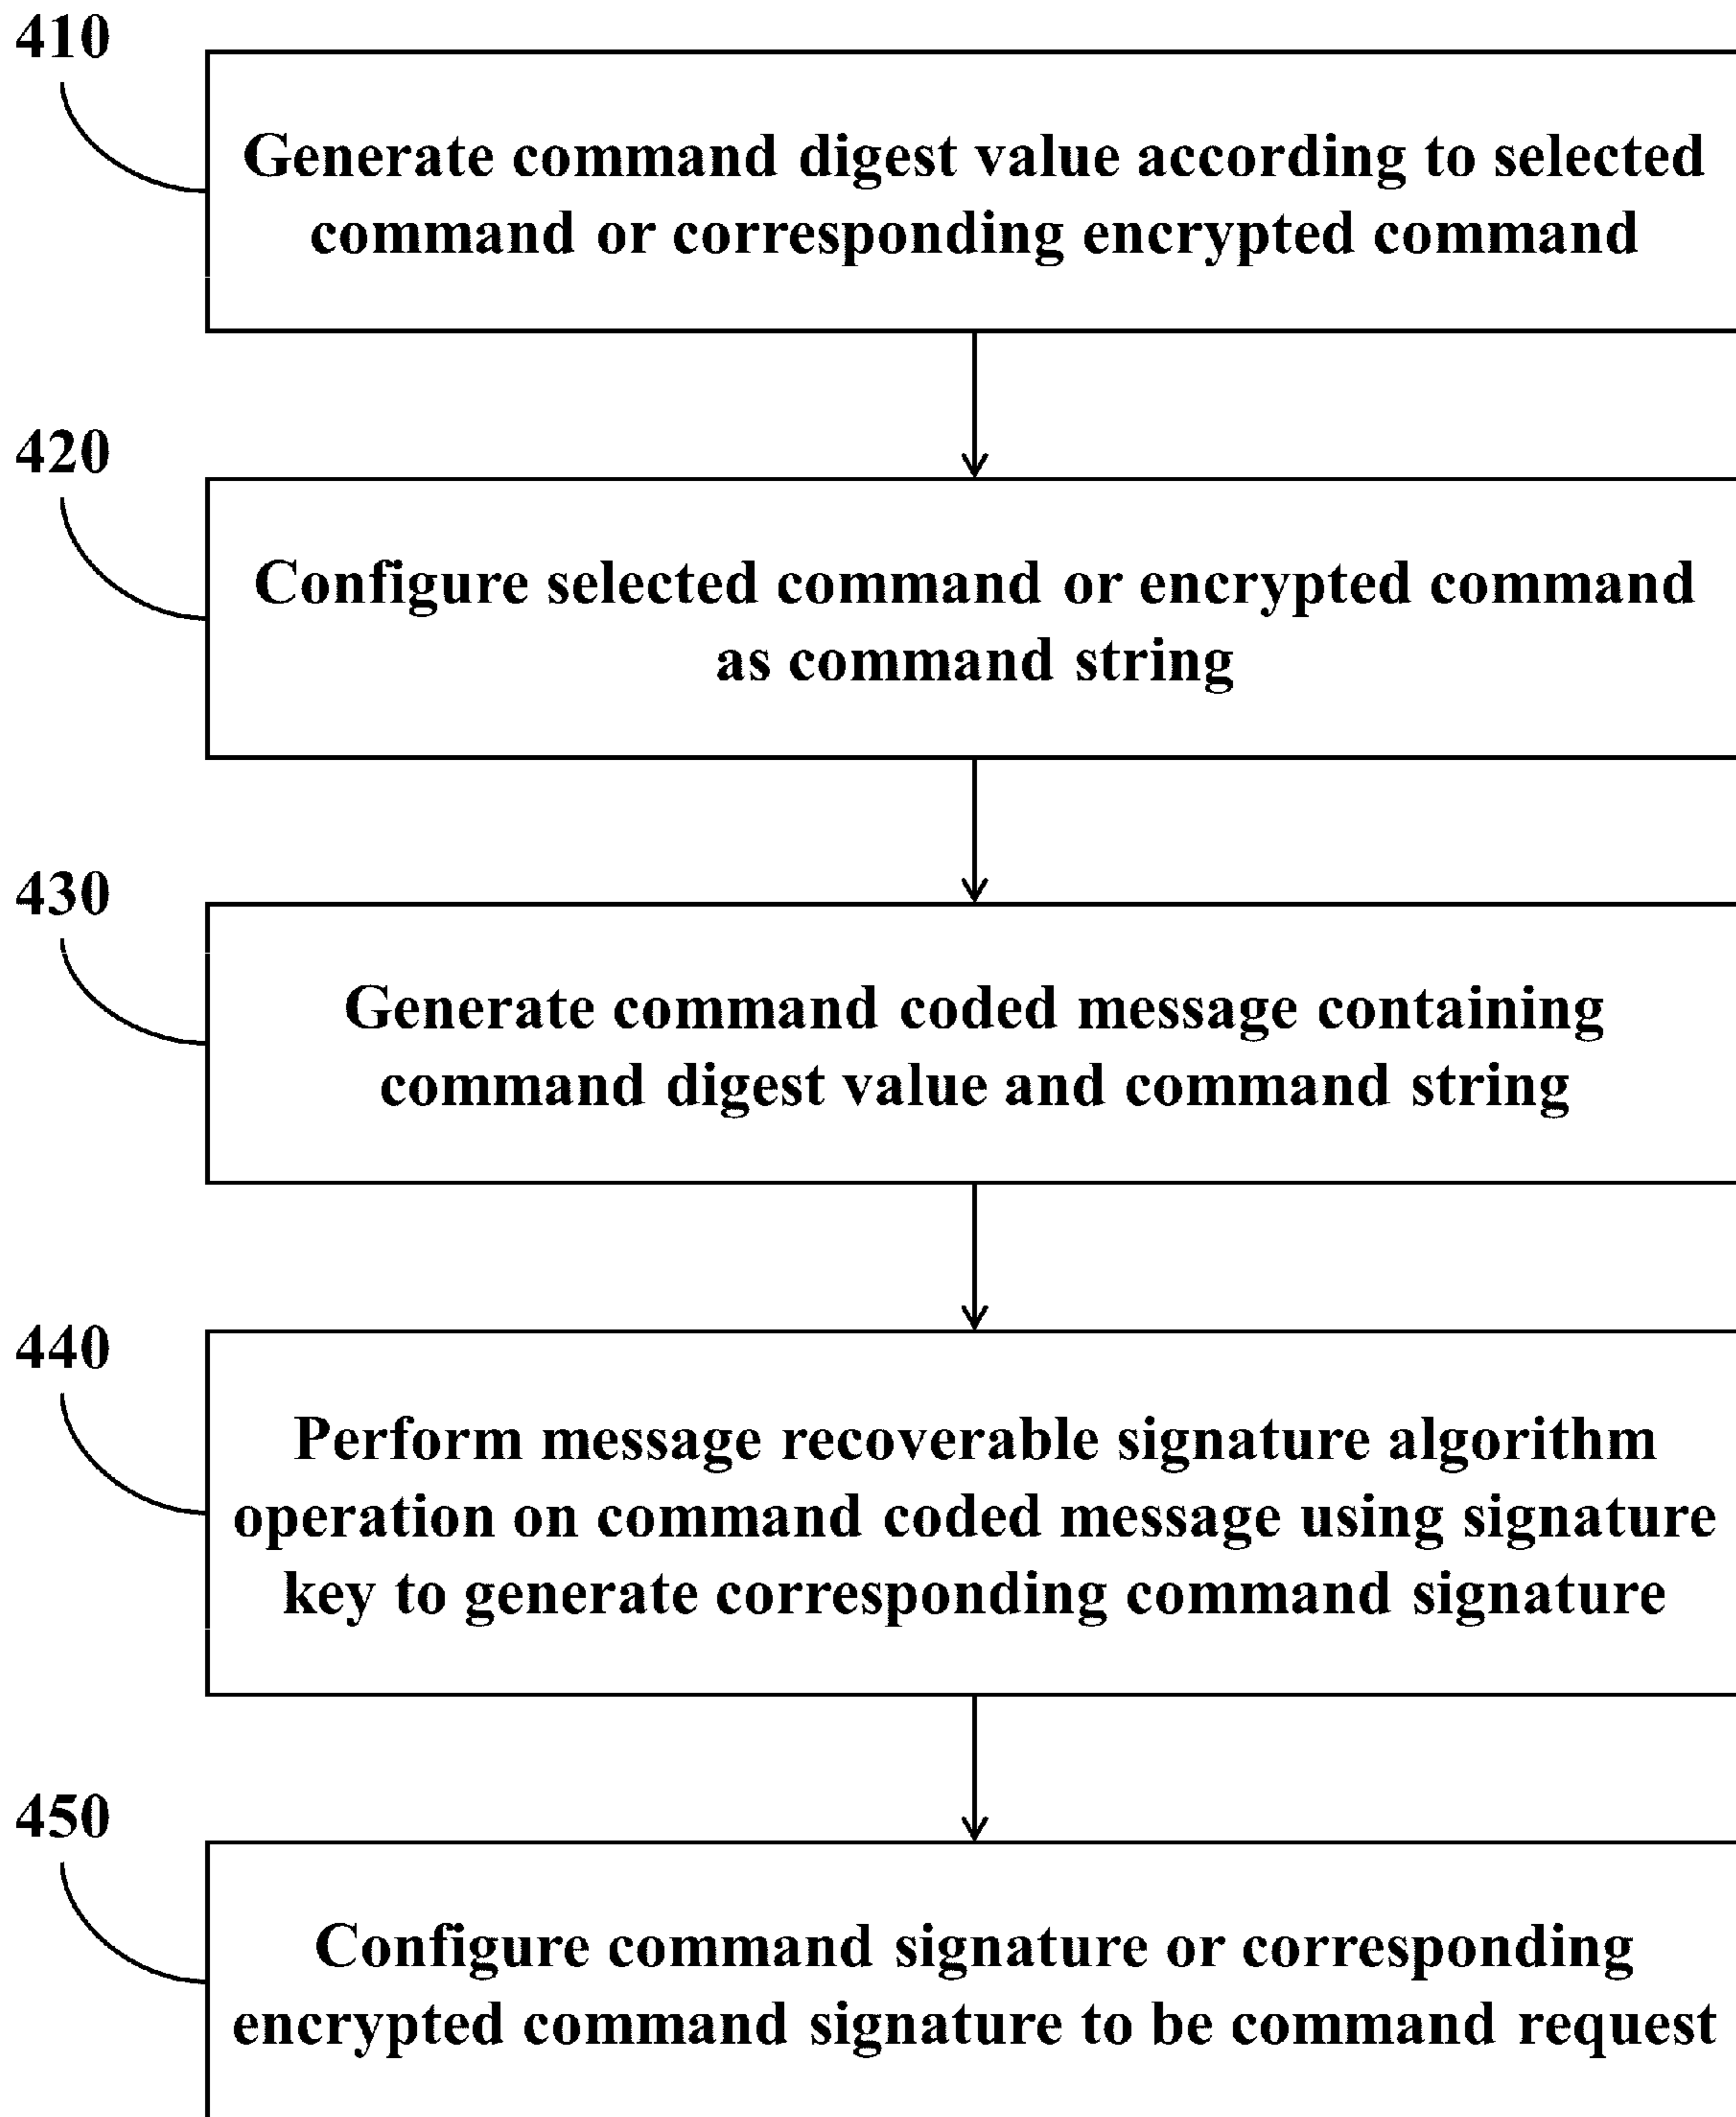 410
Generate command digest value according to selected
command or corresponding encrypted command
420
Configure selected command or encrypted command
as command string
430
Generate command coded message containing
command digest value and command string
440
Perform message recoverable signature algorithm
operation on command coded message using signature
key to generate corresponding command signature
450
Configure command signature or corresponding
encrypted command signature to be command request